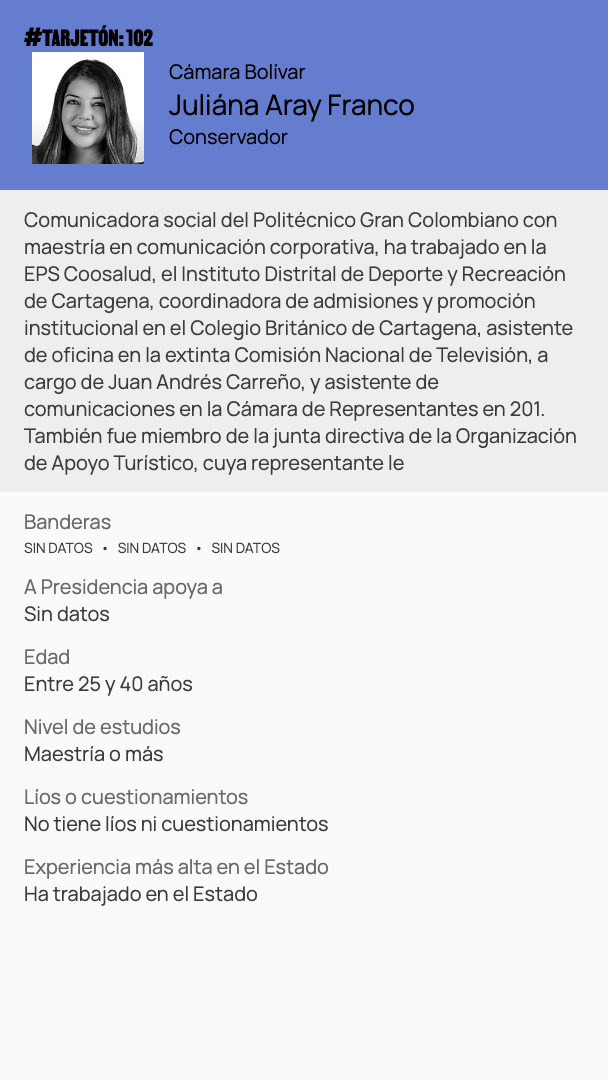 #TARJETÓN: 102
Cámara Bolívar
Juliána Aray Franco
Conservador
Comunicadora social del Politécnico Gran Colombiano con
maestría en comunicación corporativa, ha trabajado en la
EPS Coosalud, el Instituto Distrital de Deporte y Recreación
de Cartagena, coordinadora de admisiones y promoción
institucional en el Colegio Británico de Cartagena, asistente
de oficina en la extinta Comisión Nacional de Televisión, a
cargo de Juan Andrés Carreño, y asistente de
comunicaciones en la Cámara de Representantes en 201.
También fue miembro de la junta directiva de la Organización
de Apoyo Turístico, cuya representante le
Banderas
SIN DATOS • SIN DATOS • SIN DATOS
A Presidencia apoya a
Sin datos
Edad
Entre 25 y 40 años
Nivel de estudios
Maestría o más
Líos o cuestionamientos
No tiene líos ni cuestionamientos
Experiencia más alta en el Estado
Ha trabajado en el Estado